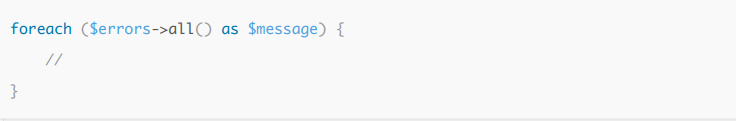 foreach ($errors->all() as $message) {
    //
}